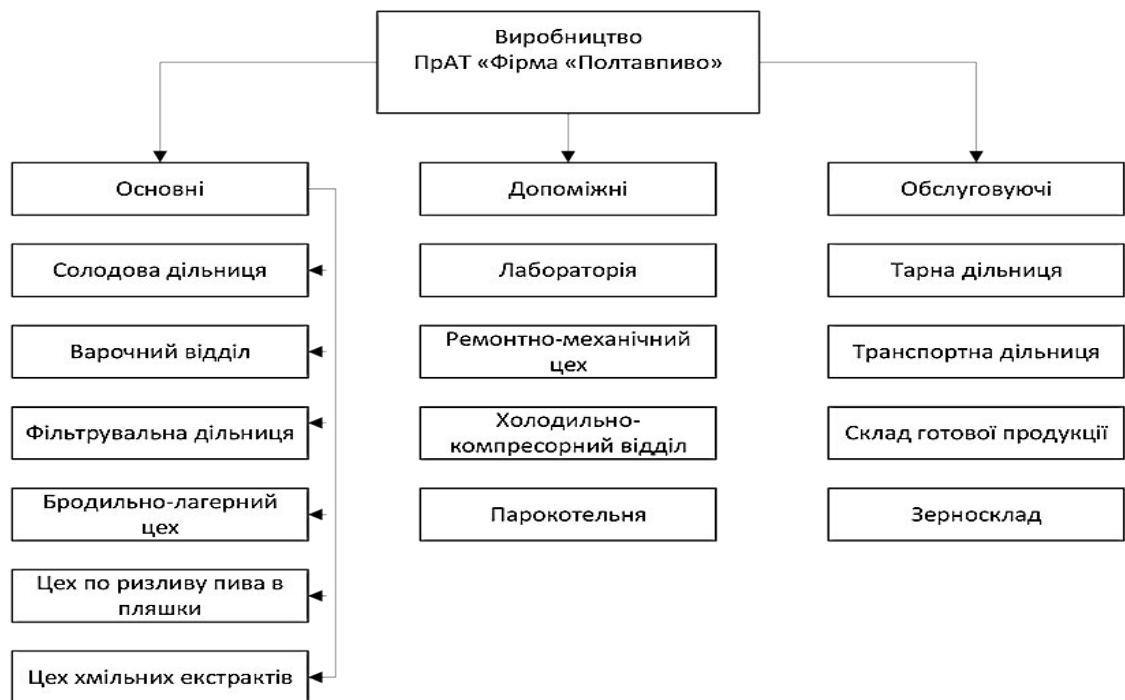 Виробництво
ПрАТ «Фірма «Полтавпиво»
Основні
Допоміжні
Обслуговуючі
Солодова дільниця
Лабораторія
Тарна дільниця
Варочний відділ
Ремонтно-механічний
цех
Транспортна дільниця
Фільтрувальна дільниця
Холодильно-
компресорний відділ
Склад готової продукції
Бродильно-лагерний
цех
Парокотельня
Зерносклад
Цех по ризливу пива в
пляшки
Цех хмільних екстрактів